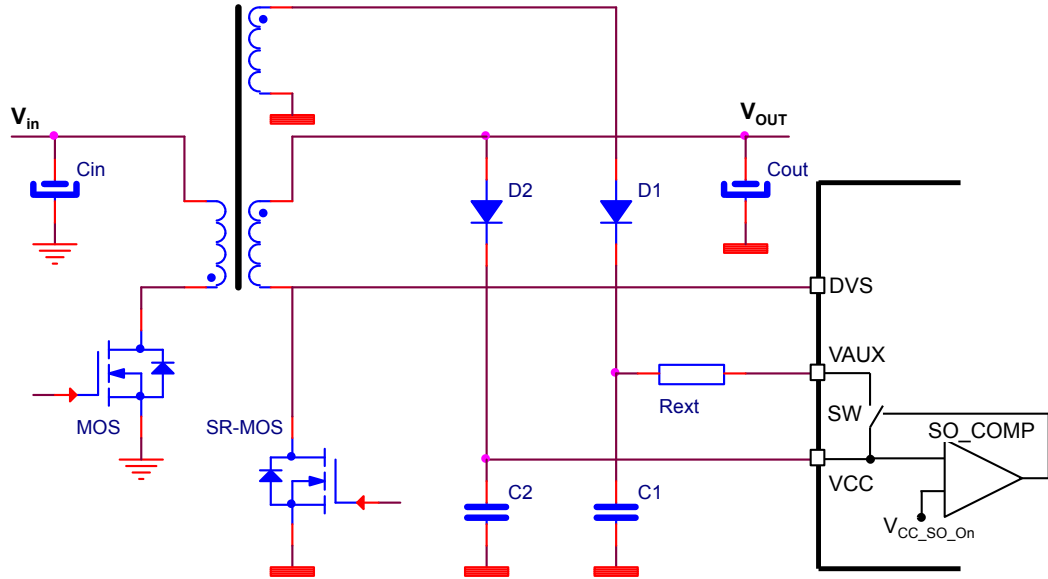 Vin
VOUT
Cin
D2
D1
Cout
DVS
VAUX
SW
Rext
MOS
SR-MOS
SO_COMP
VCC
C2
C1
VCC_SO_On